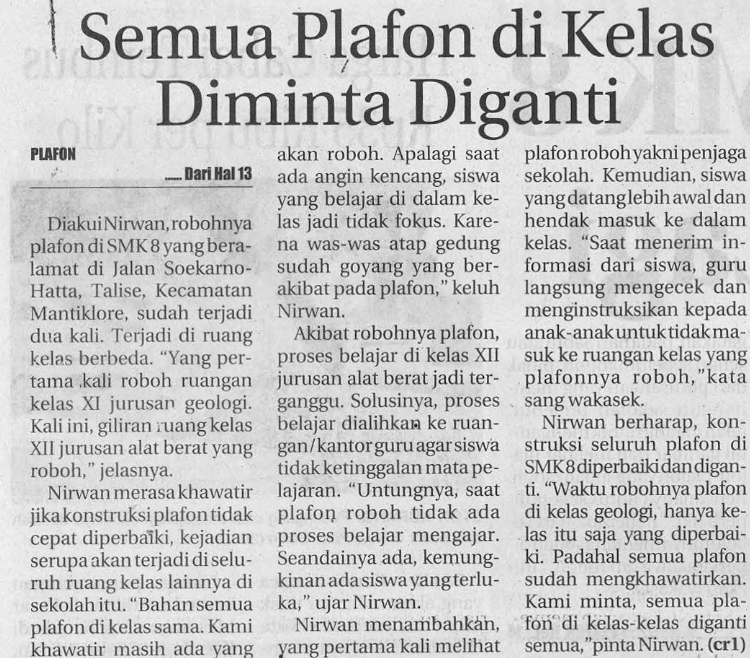 Semua Plafon di Kelas
Diminta Diganti
PLAFON
...... Dari Hal 13
Diakui Nirwan, robohnya
plafon di SMK 8 yang bera-
lamat di Jalan Soekarno-
Hatta, Talise, Kecamatan
Mantiklore, sudah terjadi
dua kali. Terjadi di ruang
kelas berbeda. “Yang per-
tama kali roboh ruangan
kelas XI jurusan geologi.
Kali ini, giliran ruang kelas
XII jurusan alat berat yang
roboh,” jelasnya.
Nirwan merasa khawatir
jika konstruksi plafon tidak
cepat diperbaiki, kejadian
serupa akan terjadi di selu-
ruh ruang kelas lainnya di
sekolah itu. “Bahan semua
plafon di kelas sama. Kami
khawatir masih ada yang
akan roboh. Apalagi saat
ada angin kencang, siswa
yang belajar di dalam ke-
las jadi tidak fokus. Kare-
na was-was atap gedung
sudah goyang yang ber-
akibat pada plafon,” keluh
Nirwan.
Akibat robohnya plafon,
proses belajar di kelas XII
jurusan alat berat jadi ter-
ganggu. Solusinya, proses
belajar dialihkan ke ruan-
gan/kantor guru agar siswa
tidak ketinggalan mata pe-
lajaran. “Untungnya, saat
plafon roboh tidak ada
proses belajar mengajar.
Seandainya ada, kemung-
kinan ada siswa yang terlu-
ka,” ujar Nirwan.
Nirwan menambahkan,
yang pertama kali melihat
plafon roboh yakni penjaga
sekolah. Kemudian, siswa
yang datang lebih awal dan
hendak masuk ke dalam
kelas. “Saat menerim in-
formasi dari siswa, guru
langsung mengecek dan
menginstruksikan kepada
anak-anak untuk tidak ma-
suk ke ruangan kelas yang
plafonnya roboh,”kata
sang wakasek.
Nirwan berharap, kon-
struksi seluruh plafon di
SMK 8 diperbaiki dan digan-
ti. “Waktu robohnya plafon
di kelas geologi, hanya ke-
las itu saja yang diperbai-
ki. Padahal semua plafon
sudah mengkhawatirkan.
Kami minta, semua pla-
fon di kelas-kelas diganti
semua,”pinta Nirwan. (cr1)